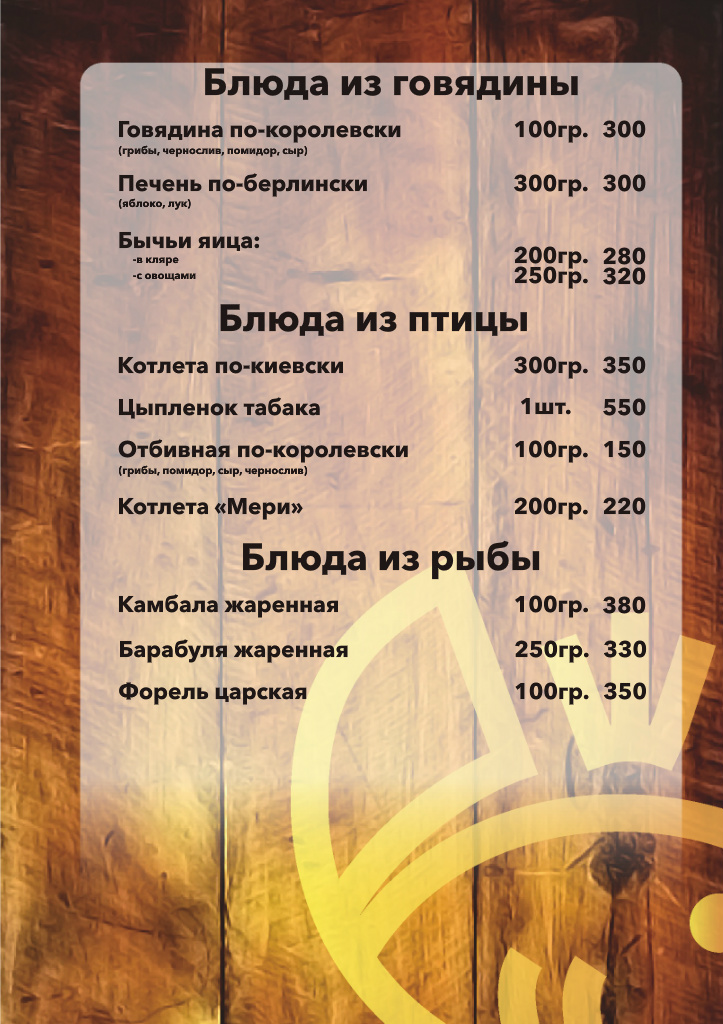 Блюда из говядины
Говядина по-королевски 100гр. 300
(грибы, чернослив, помидор, сыр)
Печень по-берлински 300гр. 300
(яблоко, лук)
Бычьи яица:
-в кляре 200гр. 280
-с овощами 250гр. 320
Блюда из птицы
Котлета по-киевски 300гр. 350
Цыпленок табака 1шт. 550
Отбивная по-королевски 100гр. 150
(грибы, помидор, сыр, чернослив)
Котлета «Мери» 200гр. 220
Блюда из рыбы
Камбала жаренная 100гр. 380
Барабуля жаренная 250гр. 330
Форель царская 100гр. 350